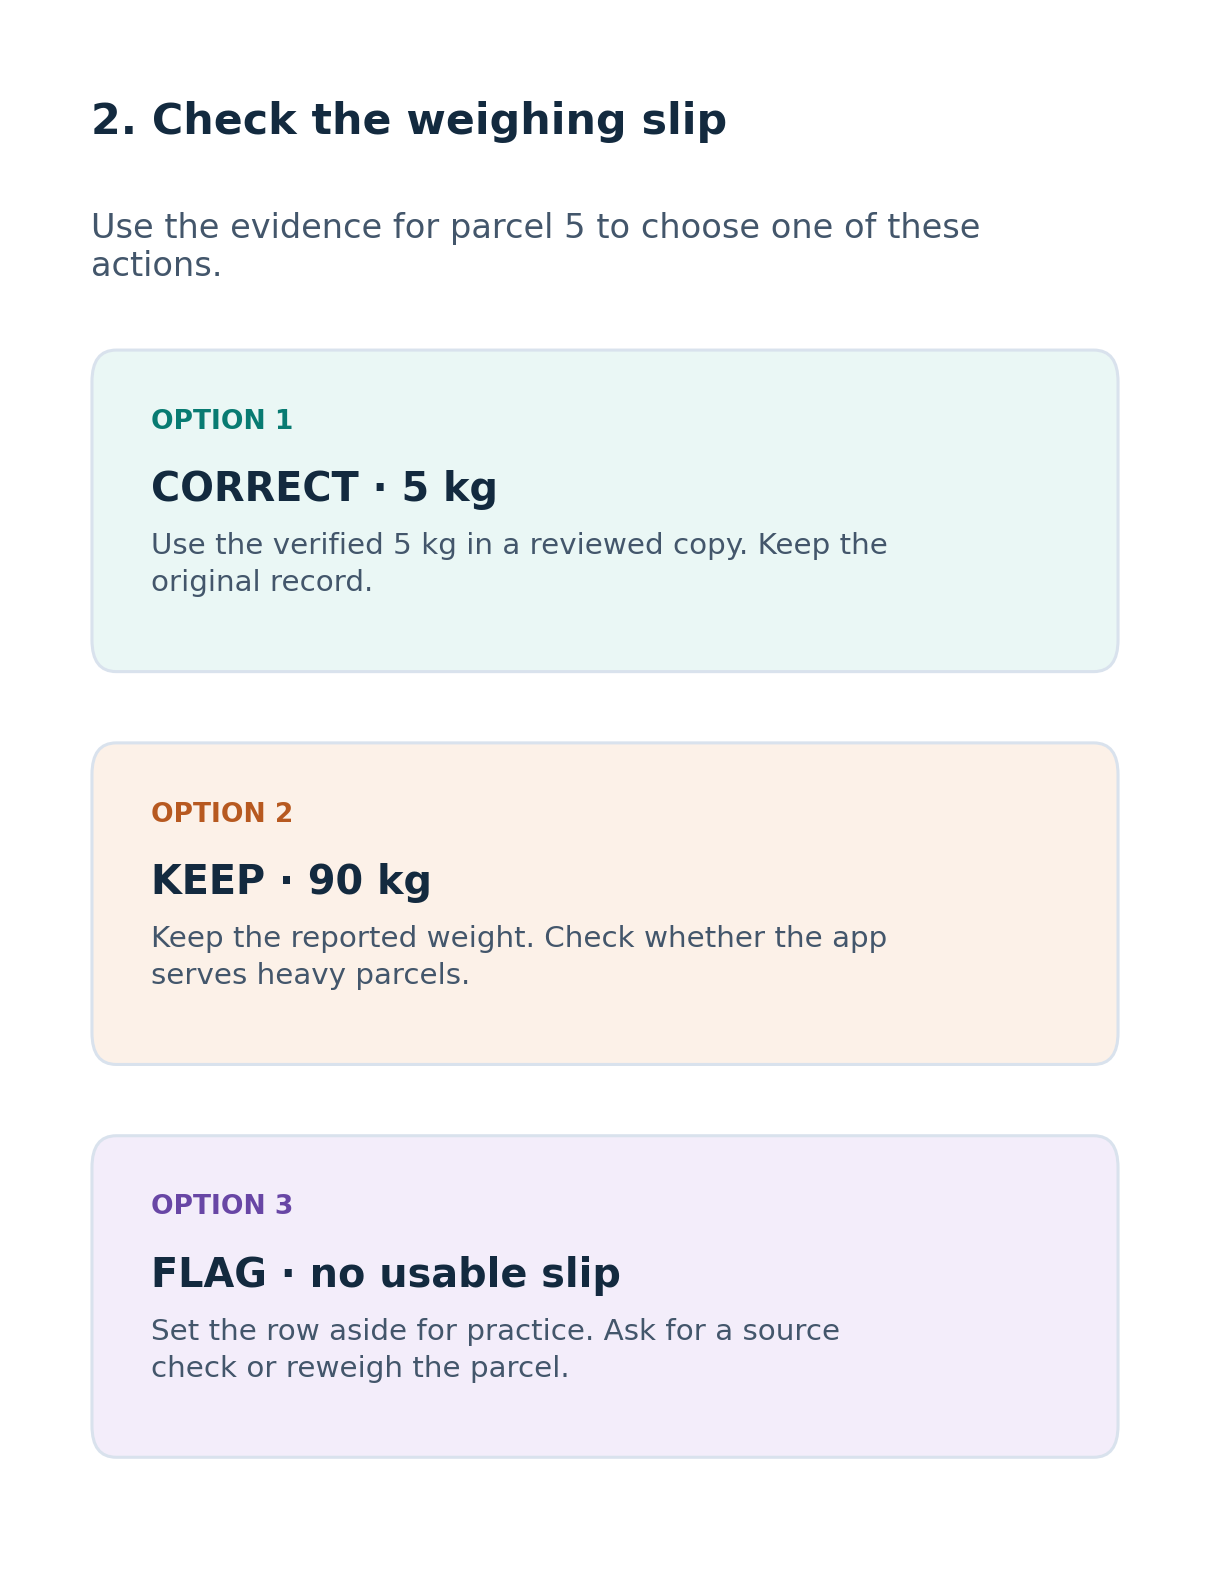 2. Check the weighing slip
Use the evidence for parcel 5 to choose one of these
actions.
OPTION 1
CORRECT · 5 kg
Use the verified 5 kg in a reviewed copy. Keep the
original record.
OPTION 2
KEEP · 90 kg
Keep the reported weight. Check whether the app
serves heavy parcels.
OPTION 3
FLAG · no usable slip
Set the row aside for practice. Ask for a source
check or reweigh the parcel.